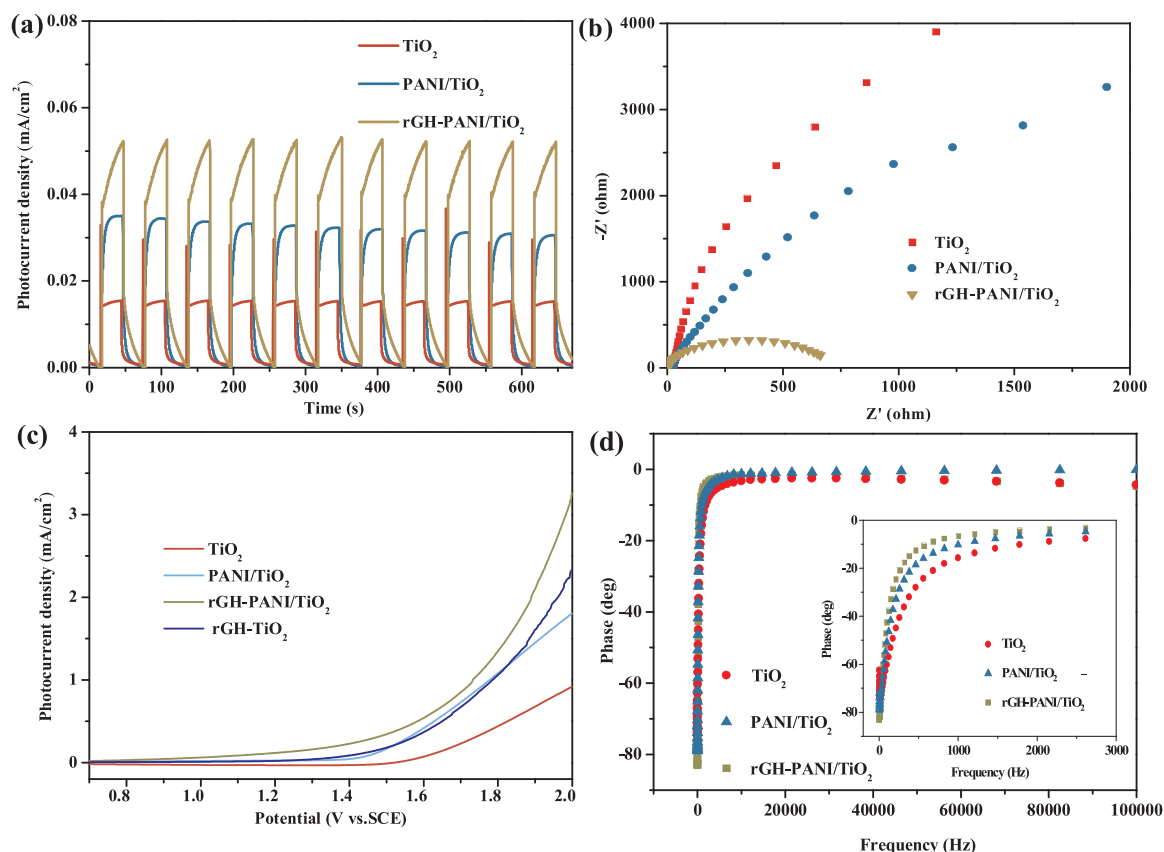 (a)
0.08
0.06
0.04
0.02
0.00
Photocurrent density (mA/cm²)
TiO₂
PANI/TiO₂
rGH-PANI/TiO₂
0 100 200 300 400 500 600
Time (s)
(b)
4000
3000
2000
1000
0
-Z' (ohm)
TiO₂
PANI/TiO₂
rGH-PANI/TiO₂
0 500 1000 1500 2000
Z' (ohm)
(c)
4
3
2
1
0
Photocurrent density (mA/cm²)
TiO₂
PANI/TiO₂
rGH-PANI/TiO₂
rGH-TiO₂
0.8 1.0 1.2 1.4 1.6 1.8 2.0
Potential (V vs.SCE)
(d)
0
-20
-40
-60
-80
Phase (deg)
TiO₂
PANI/TiO₂
rGH-PANI/TiO₂
0 20000 40000 60000 80000 100000
Frequency (Hz)
0
-20
-40
-60
-80
Phase (deg)
TiO₂
PANI/TiO₂ –
rGH-PANI/TiO₂
0 1000 2000 3000
Frequency (Hz)